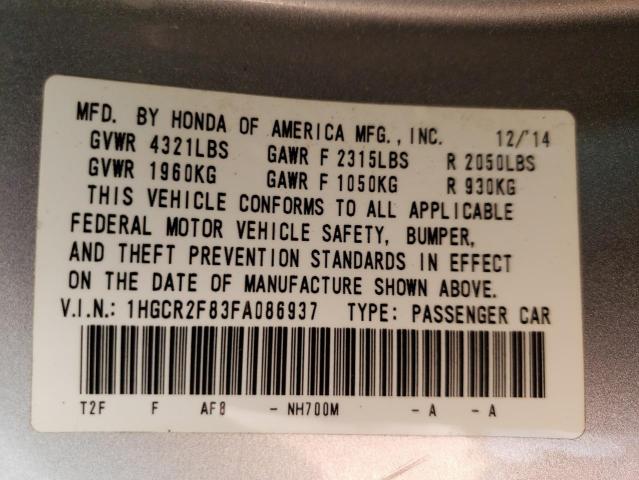 MFD. BY HONDA OF AMERICA MFG., INC. 12/'14
GVWR 4321LBS GAWR F 2315LBS R 2050LBS
GVWR 1960KG GAWR F 1050KG R 930KG
THIS VEHICLE CONFORMS TO ALL APPLICABLE
FEDERAL MOTOR VEHICLE SAFETY, BUMPER,
AND THEFT PREVENTION STANDARDS IN EFFECT
ON THE DATE OF MANUFACTURE SHOWN ABOVE.
V.I.N.: 1HGCR2F83FA086937 TYPE: PASSENGER CAR
T2F F AF8 - NH700M - A - A